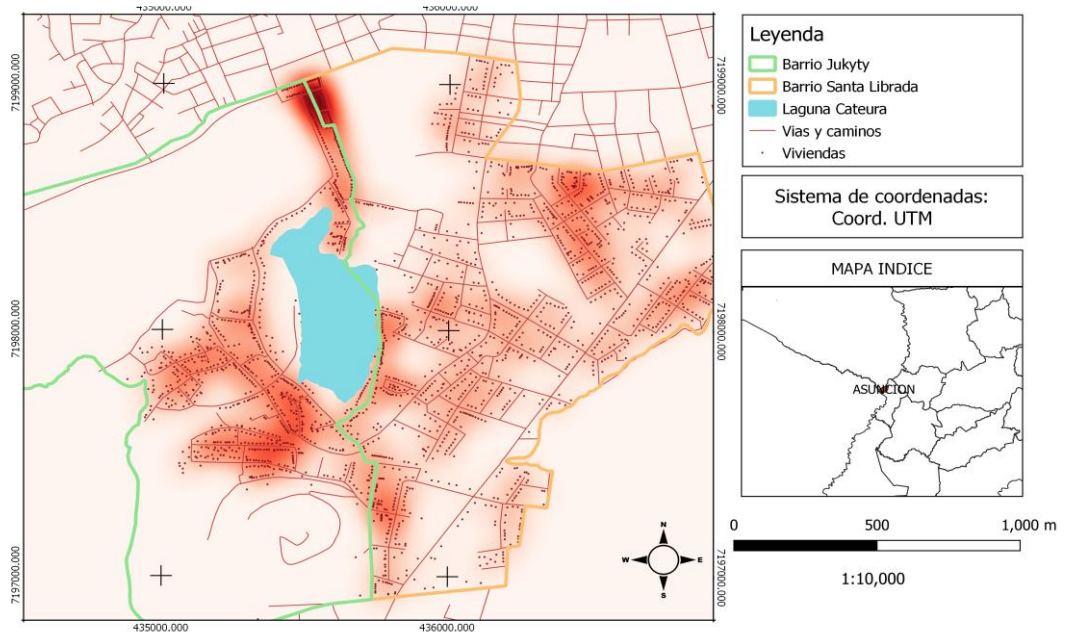 435000.000
436000.000
7199000.000
7199000.000
7198000.000
7198000.000
7197000.000
7197000.000
435000.000
436000.000
N
W
E
S
Leyenda
Barrio Jukyty
Barrio Santa Librada
Laguna Cateura
Vias y caminos
Viviendas
Sistema de coordenadas:
Coord. UTM
MAPA INDICE
ASUNCION
0 500 1,000 m
1:10,000